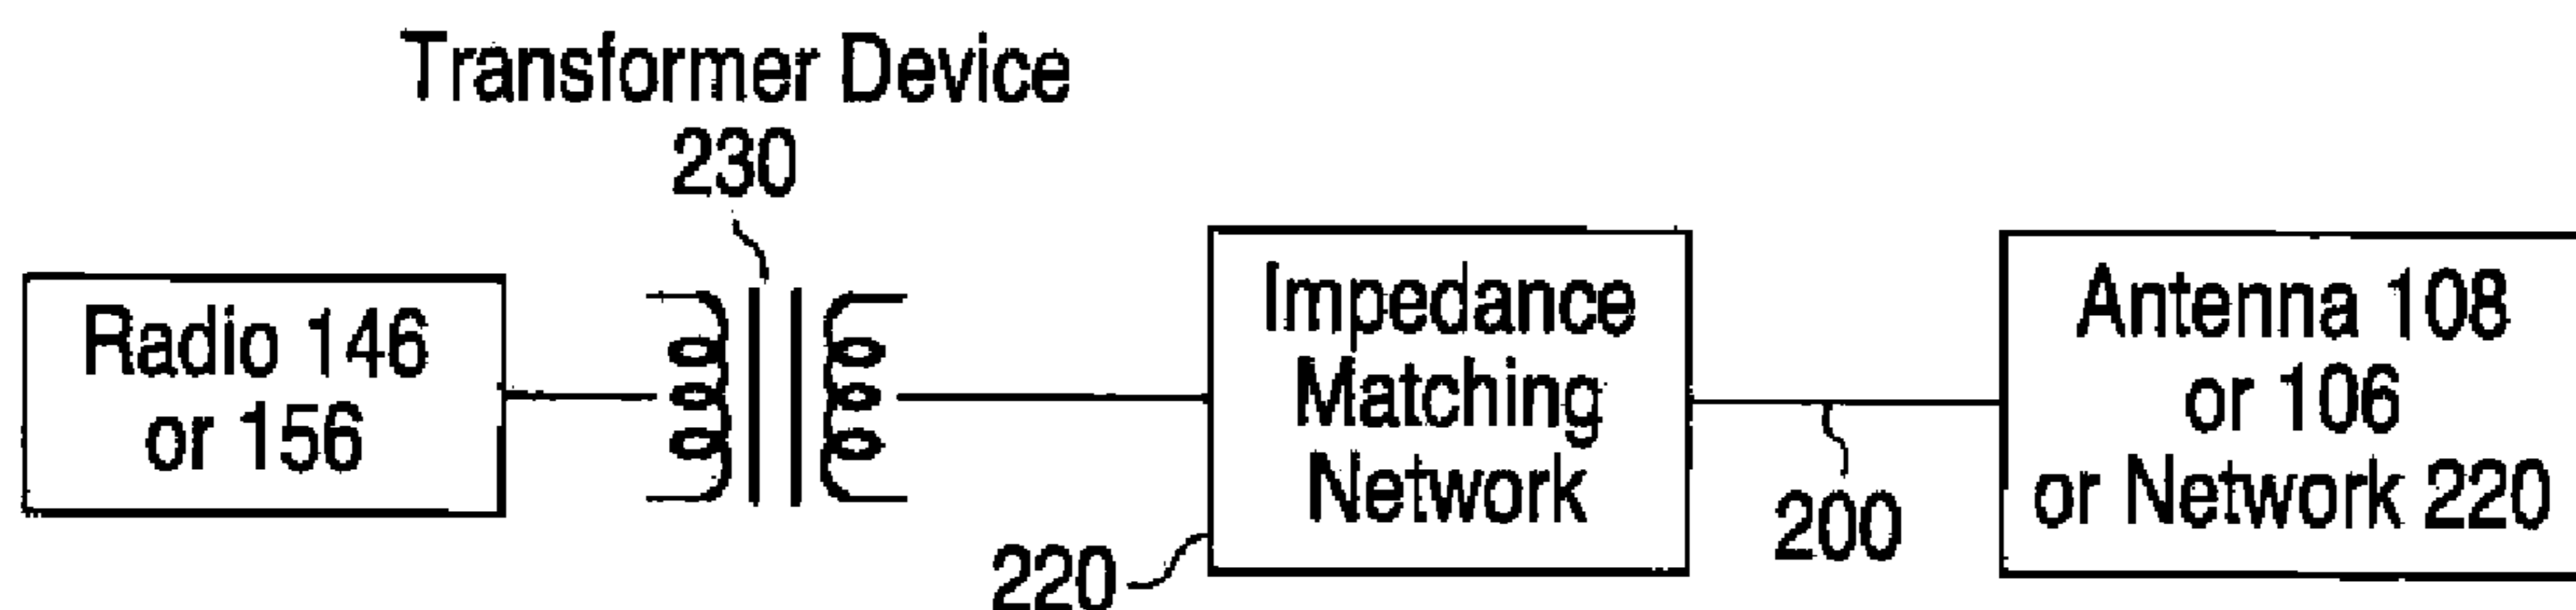 Transformer Device
230
Radio 146
or 156
Impedance
Matching
Network
220
200
Antenna 108
or 106
or Network 220